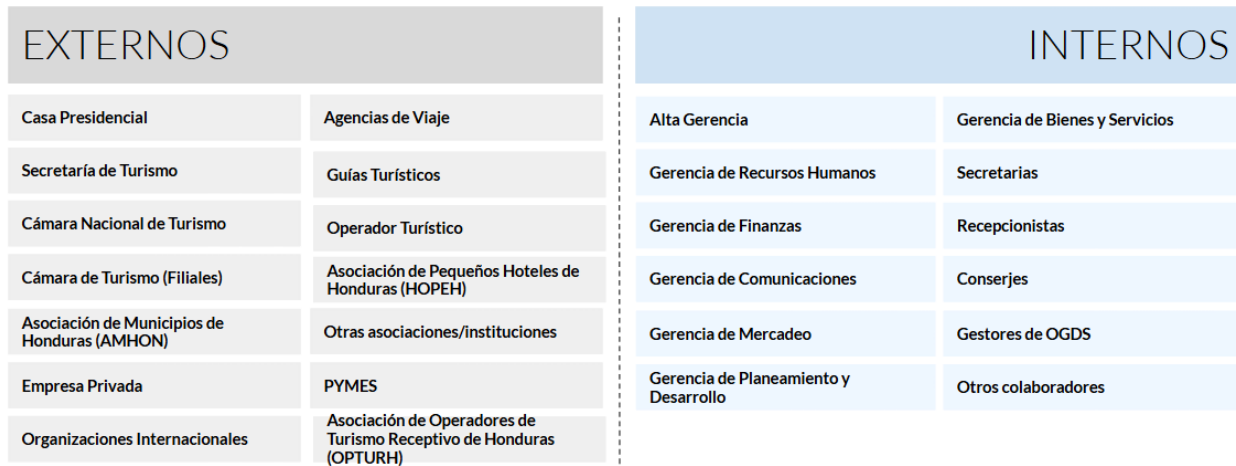 EXTERNOS
Casa Presidencial
Secretaría de Turismo
Cámara Nacional de Turismo
Cámara de Turismo (Filiales)
Asociación de Municipios de
Honduras (AMHON)
Empresa Privada
Organizaciones Internacionales
Agencias de Viaje
Guías Turísticos
Operador Turístico
Asociación de Pequeños Hoteles de
Honduras (HOPEH)
Otras asociaciones/instituciones
PYMES
Asociación de Operadores de
Turismo Receptivo de Honduras
(OPTURH)
INTERNOS
Alta Gerencia
Gerencia de Recursos Humanos
Gerencia de Finanzas
Gerencia de Comunicaciones
Gerencia de Mercadeo
Gerencia de Planeamiento y
Desarrollo
Gerencia de Bienes y Servicios
Secretarias
Recepcionistas
Conserjes
Gestores de OGDS
Otros colaboradores